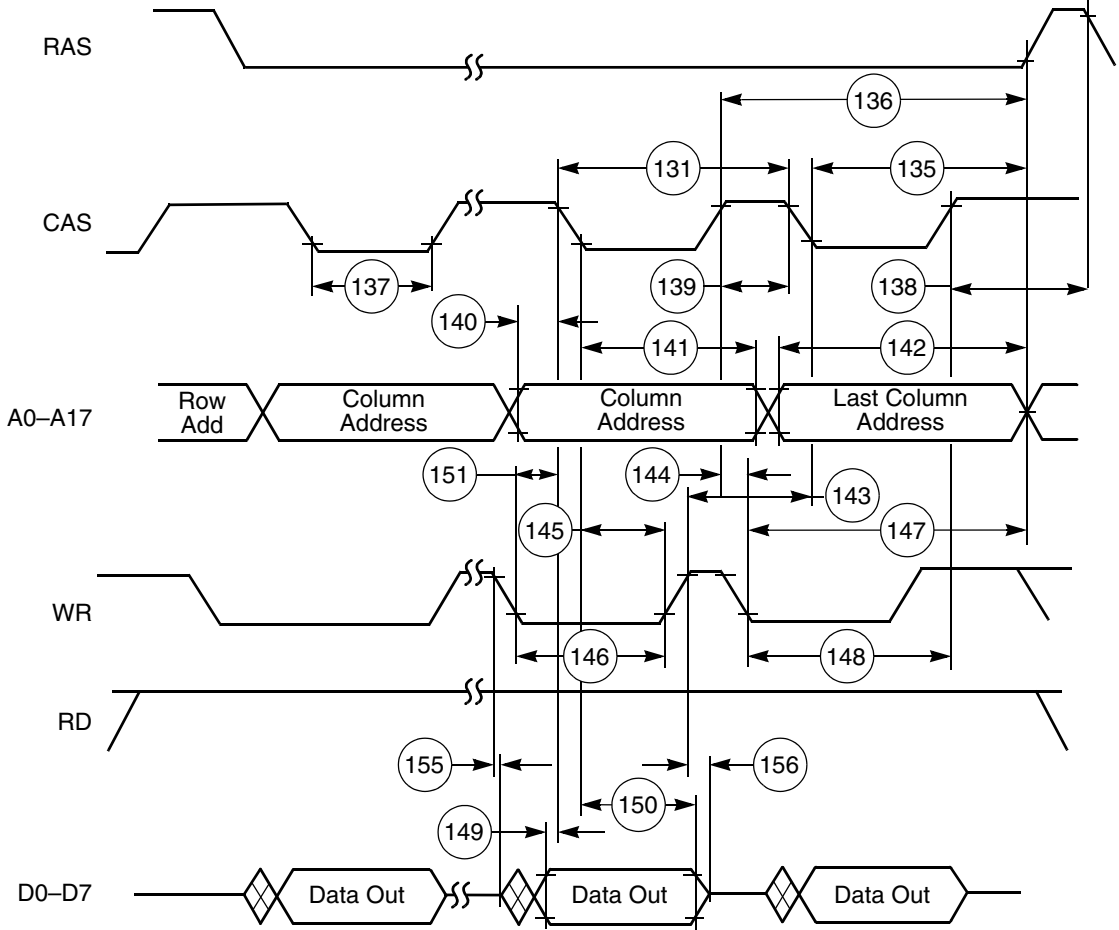 RAS
136
131
135
CAS
137
139
138
140
141
142
A0–A17
Row
Add
Column
Address
Column
Address
Last Column
Address
151
144
143
145
147
WR
146
148
RD
155
156
150
149
D0–D7
Data Out
Data Out
Data Out